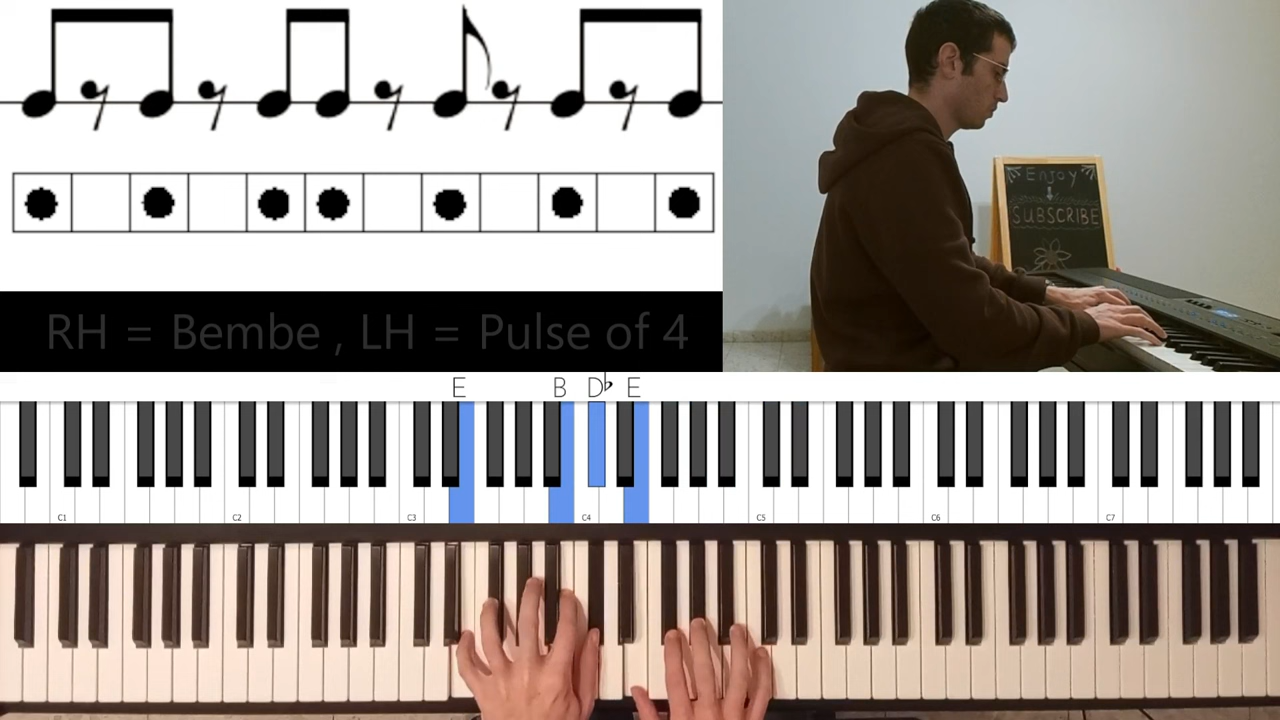 Enjoy
SUBSCRIBE
RH = Bembe , LH = Pulse of 4
E B D♭ E
C1 C2 C3 C4 C5 C6 C7